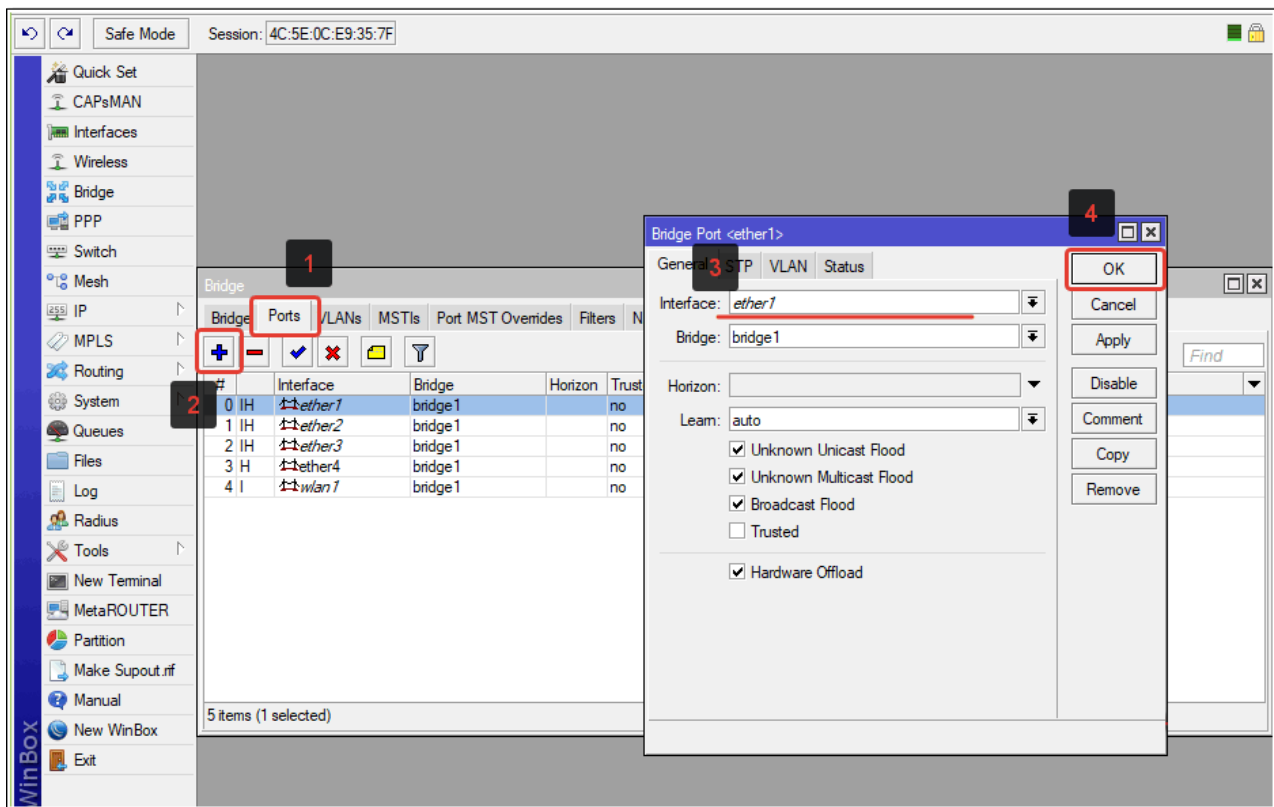 Safe Mode Session: 4C:5E:0C:E9:35:7F
Quick Set
CAPsMAN
Interfaces
Wireless
Bridge
PPP
Switch
Mesh
255 IP
MPLS
Routing
System
Queues
Files
Log
Radius
Tools
New Terminal
MetaROUTER
Partition
Make Supout.rif
Manual
New WinBox
Exit
WinBox
1
Bridge
Bridge Ports VLANs MSTIs Port MST Overrides Filters N
Find
2
# Interface Bridge Horizon Trust
0 IH ether1 bridge1 no
1 IH ether2 bridge1 no
2 IH ether3 bridge1 no
3 H ether4 bridge1 no
4 I wlan1 bridge1 no
5 items (1 selected)
4
Bridge Port <ether1>
General 3 STP VLAN Status
Interface: ether1
Bridge: bridge1
Horizon:
Learn: auto
Unknown Unicast Flood
Unknown Multicast Flood
Broadcast Flood
Trusted
Hardware Offload
OK
Cancel
Apply
Disable
Comment
Copy
Remove